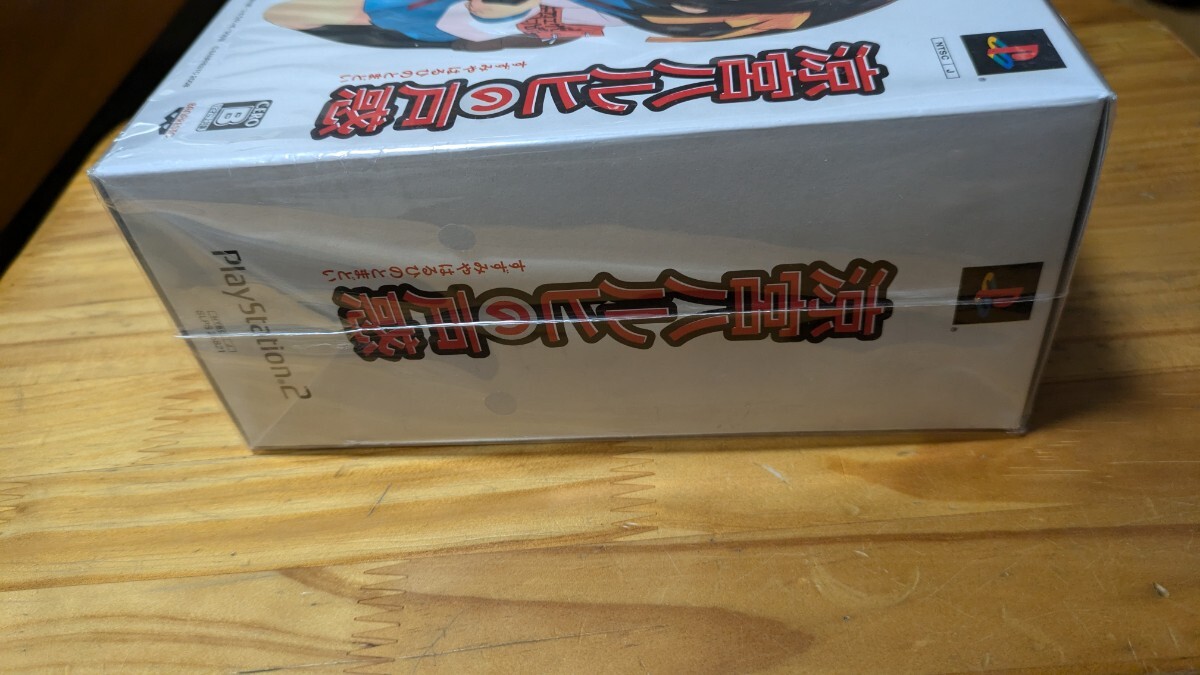 NTSC J
涼宮ハルヒの戸惑
すずみやはるひのとまどい
CERO
B
涼宮ハルヒの戸惑
すずみやはるひのとまどい
PlayStation®2